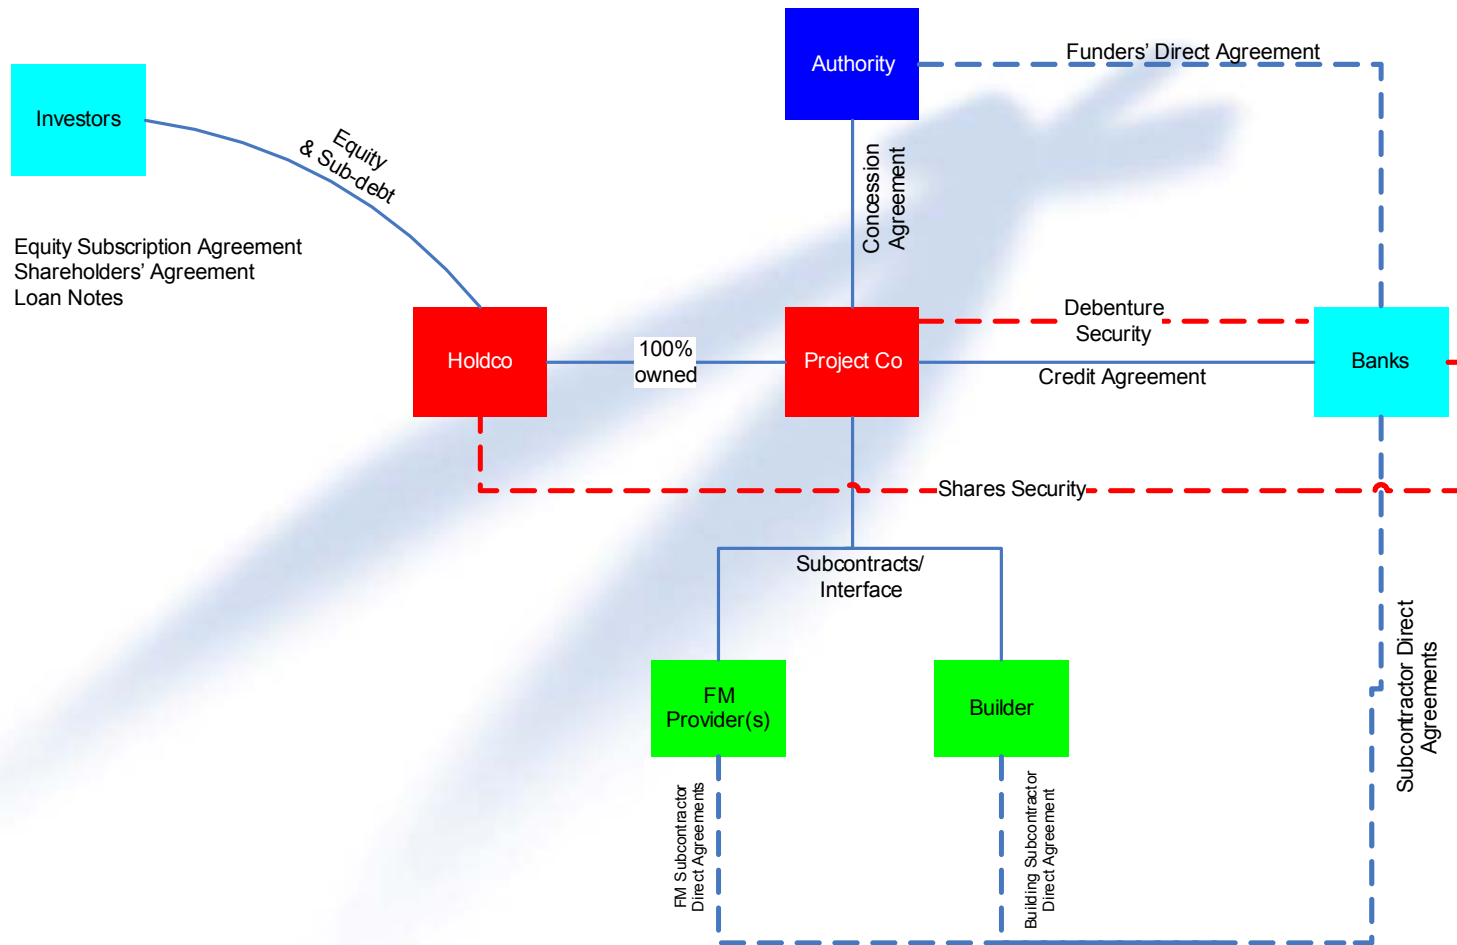 Authority
Funders' Direct Agreement
Investors
Equity
& Sub-debt
Concession
Agreement
Equity Subscription Agreement
Shareholders' Agreement
Loan Notes
Holdco
100%
owned
Project Co
Debenture
Security
Credit Agreement
Banks
Shares Security
Subcontracts/
Interface
FM
Provider(s)
Builder
Subcontractor Direct
Agreements
FM Subcontractor
Direct Agreements
Building Subcontractor
Direct Agreement